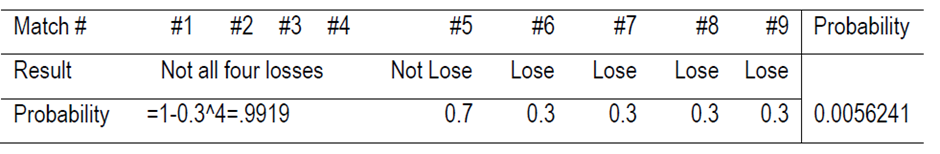 Match # #1 #2 #3 #4 #5 #6 #7 #8 #9 Probability
Result Not all four losses Not Lose Lose Lose Lose Lose
Probability =1-0.3^4=.9919 0.7 0.3 0.3 0.3 0.3 0.0056241